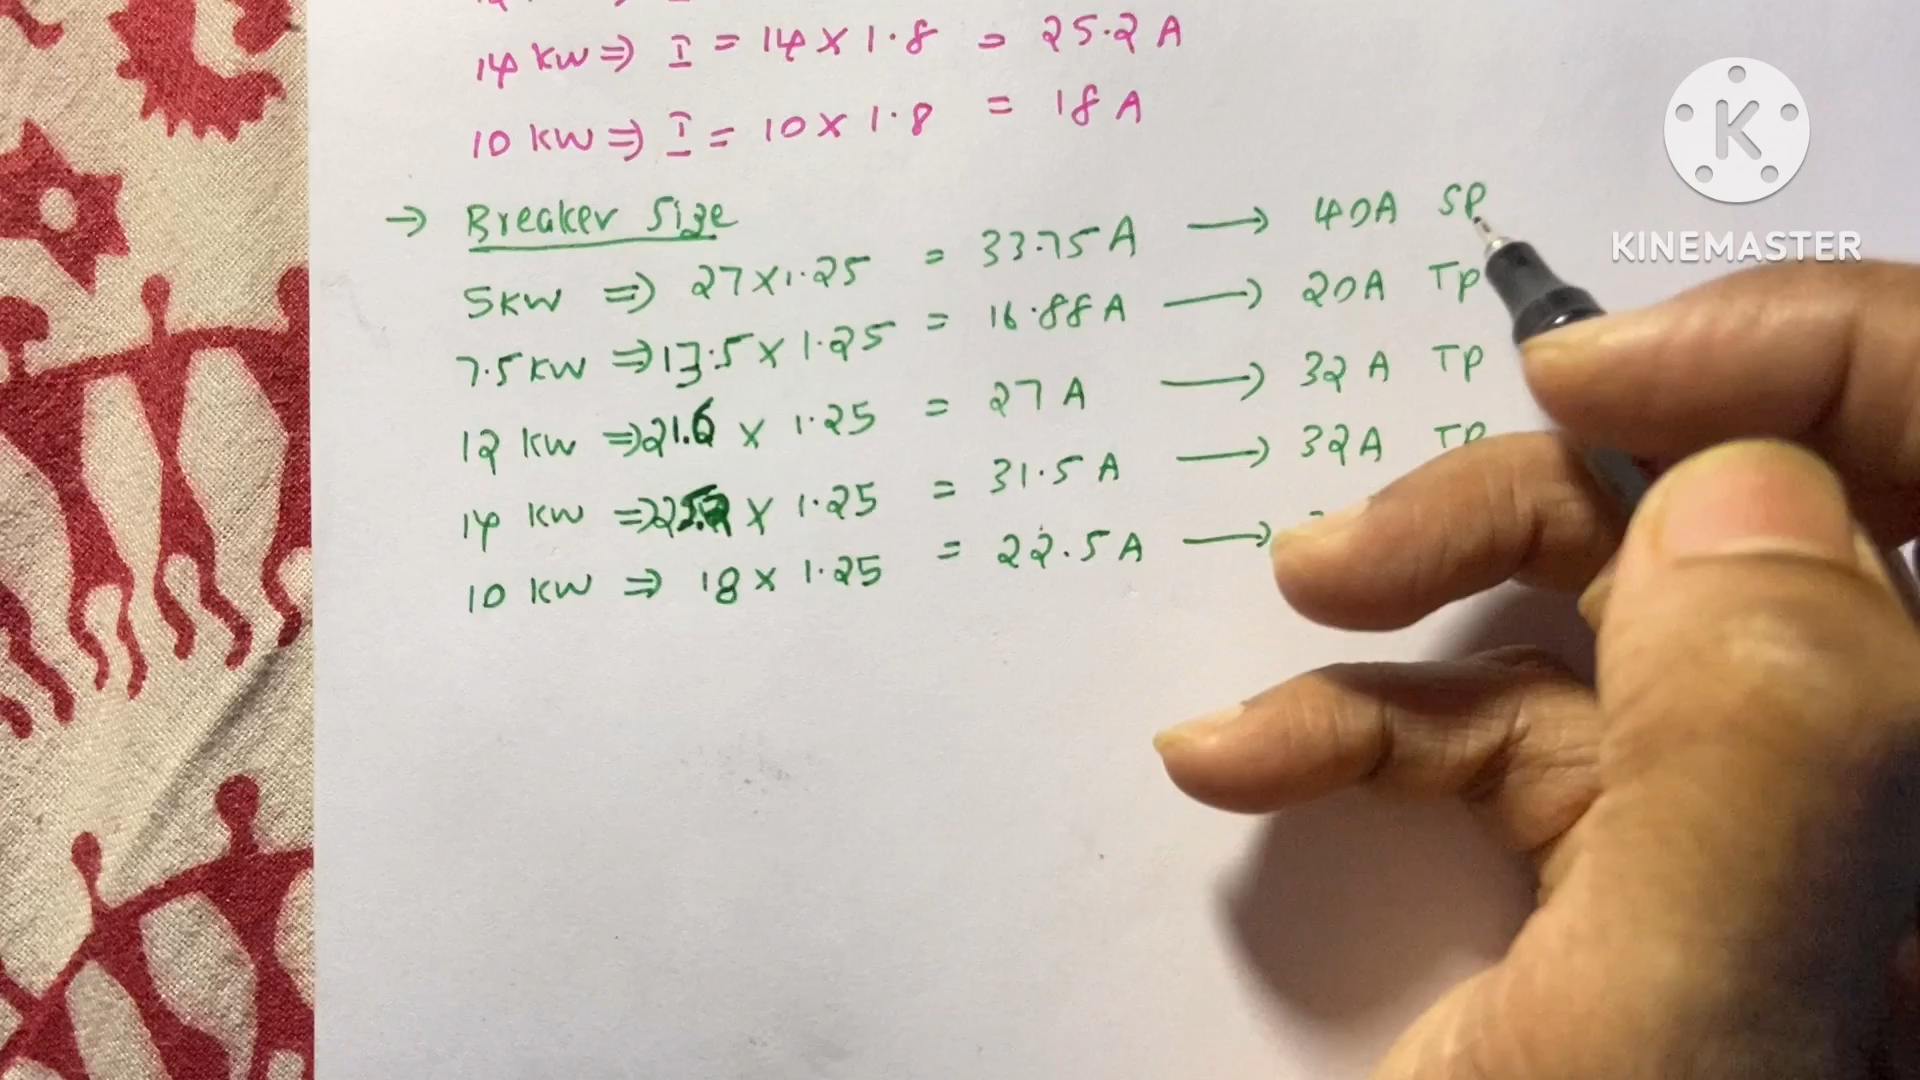 14 KW ⇒ I = 14 X 1.8 = 25.2 A
10 KW ⇒ I = 10 X 1.8 = 18 A
→ Breaker Size
5KW ⇒ 27 X 1.25 = 33.75 A → 40A SP
7.5 KW ⇒ 13.5 X 1.25 = 16.88 A → 20A TP
12 KW ⇒ 21.6 X 1.25 = 27 A → 32 A TP
14 KW ⇒ X 1.25 = 31.5 A → 32A TP
10 KW ⇒ 18 X 1.25 = 22.5 A →
K
KINEMASTER